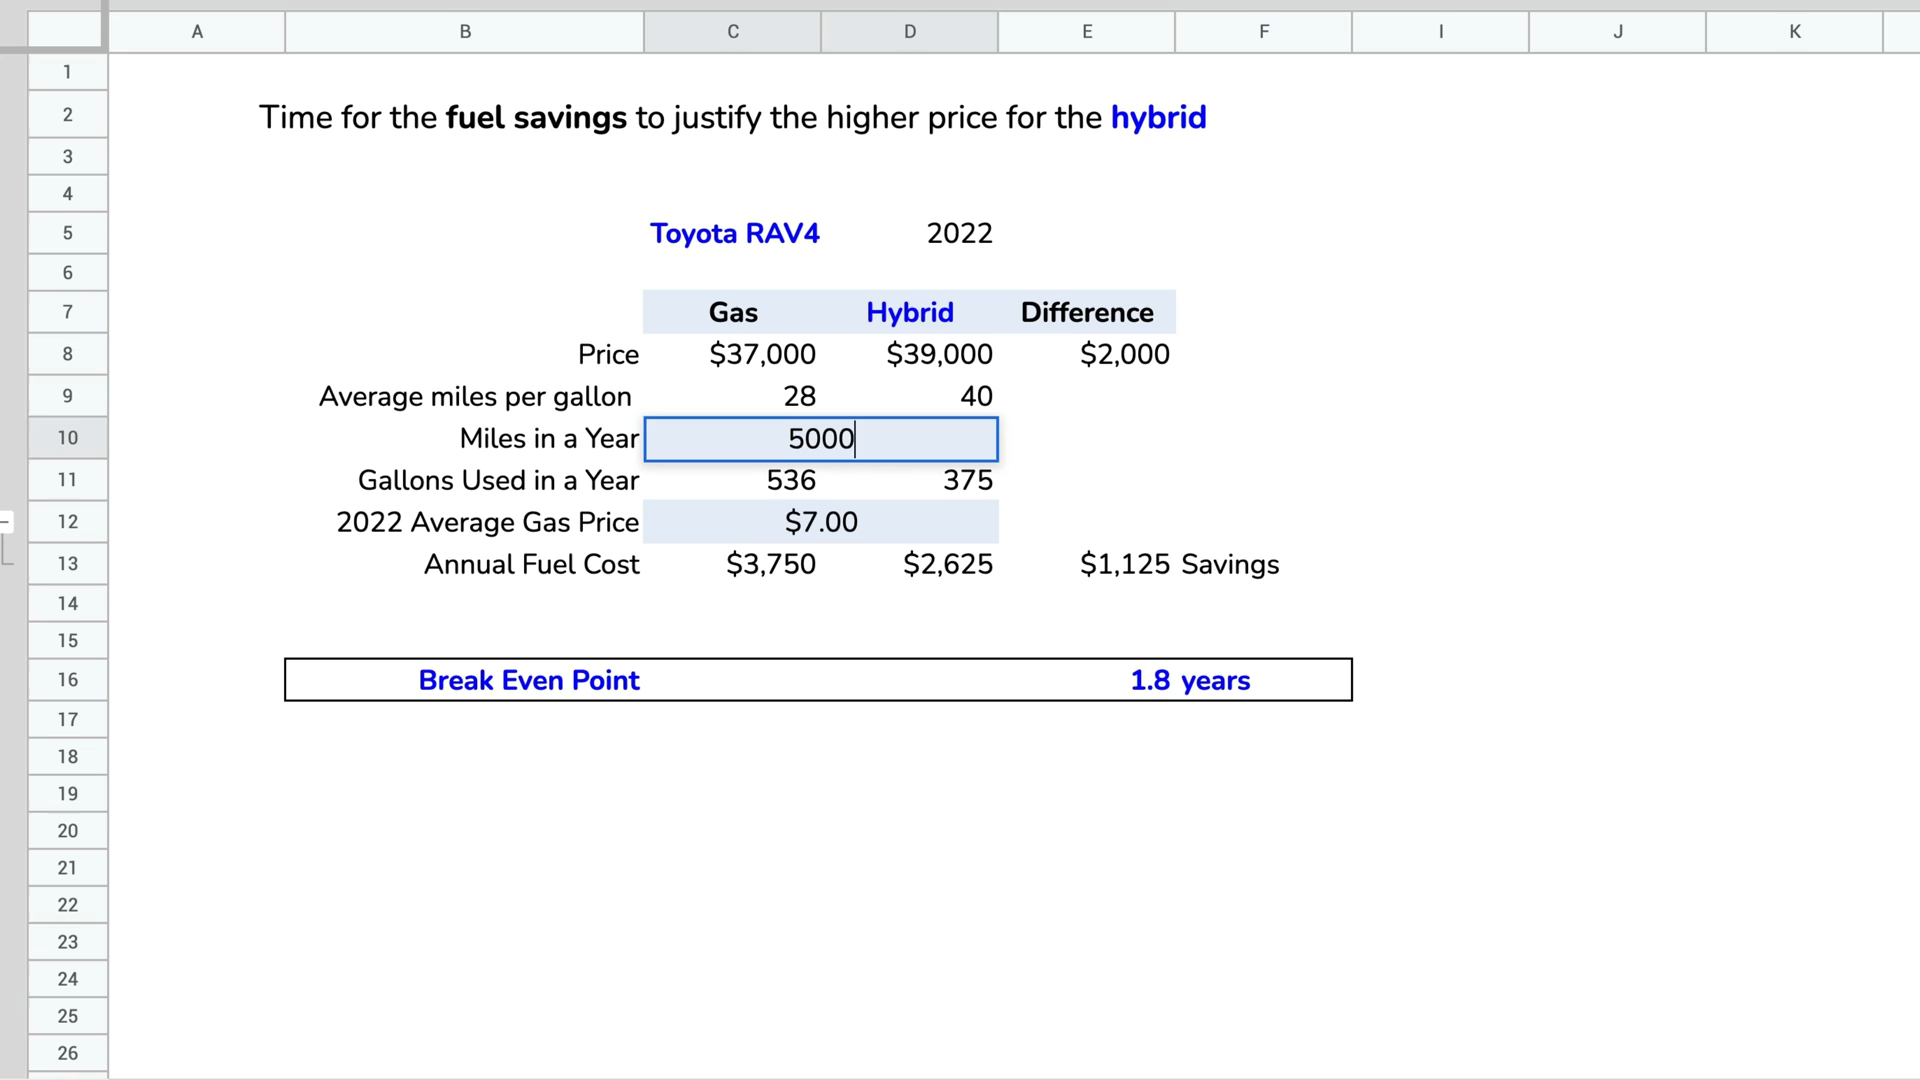 A B C D E F I J K
1
2 Time for the fuel savings to justify the higher price for the hybrid
3
4
5 Toyota RAV4 2022
6
7 Gas Hybrid Difference
8 Price $37,000 $39,000 $2,000
9 Average miles per gallon 28 40
10 Miles in a Year 5000
11 Gallons Used in a Year 536 375
12 2022 Average Gas Price $7.00
13 Annual Fuel Cost $3,750 $2,625 $1,125 Savings
14
15
16 Break Even Point 1.8 years
17
18
19
20
21
22
23
24
25
26